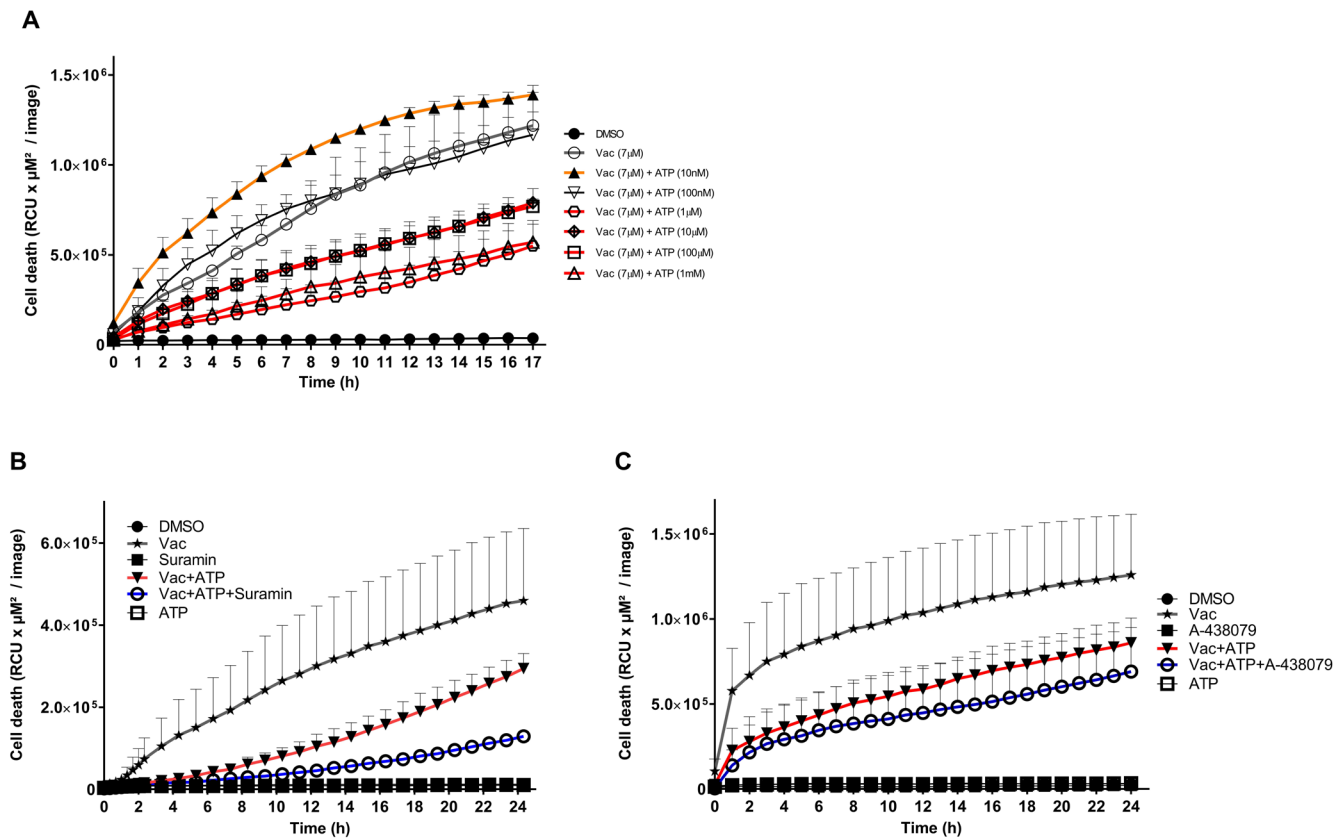 A
Cell death (RCU x µM² / image)
1.5×10⁶
1.0×10⁶
5.0×10⁵
0
0 1 2 3 4 5 6 7 8 9 10 11 12 13 14 15 16 17
Time (h)
DMSO
Vac (7µM)
Vac (7µM) + ATP (10nM)
Vac (7µM) + ATP (100nM)
Vac (7µM) + ATP (1µM)
Vac (7µM) + ATP (10µM)
Vac (7µM) + ATP (100µM)
Vac (7µM) + ATP (1mM)
B
Cell death (RCU x µM² / image)
6.0×10⁵
4.0×10⁵
2.0×10⁵
0
0 2 4 6 8 10 12 14 16 18 20 22 24
Time (h)
DMSO
Vac
Suramin
Vac+ATP
Vac+ATP+Suramin
ATP
C
Cell death (RCU x µM² / image)
1.5×10⁶
1.0×10⁶
5.0×10⁵
0
0 2 4 6 8 10 12 14 16 18 20 22 24
Time (h)
DMSO
Vac
A-438079
Vac+ATP
Vac+ATP+A-438079
ATP